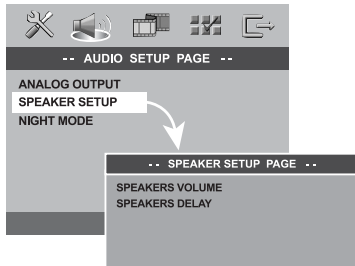 -- AUDIO SETUP PAGE --
ANALOG OUTPUT
SPEAKER SETUP
NIGHT MODE
-- SPEAKER SETUP PAGE --
SPEAKERS VOLUME
SPEAKERS DELAY